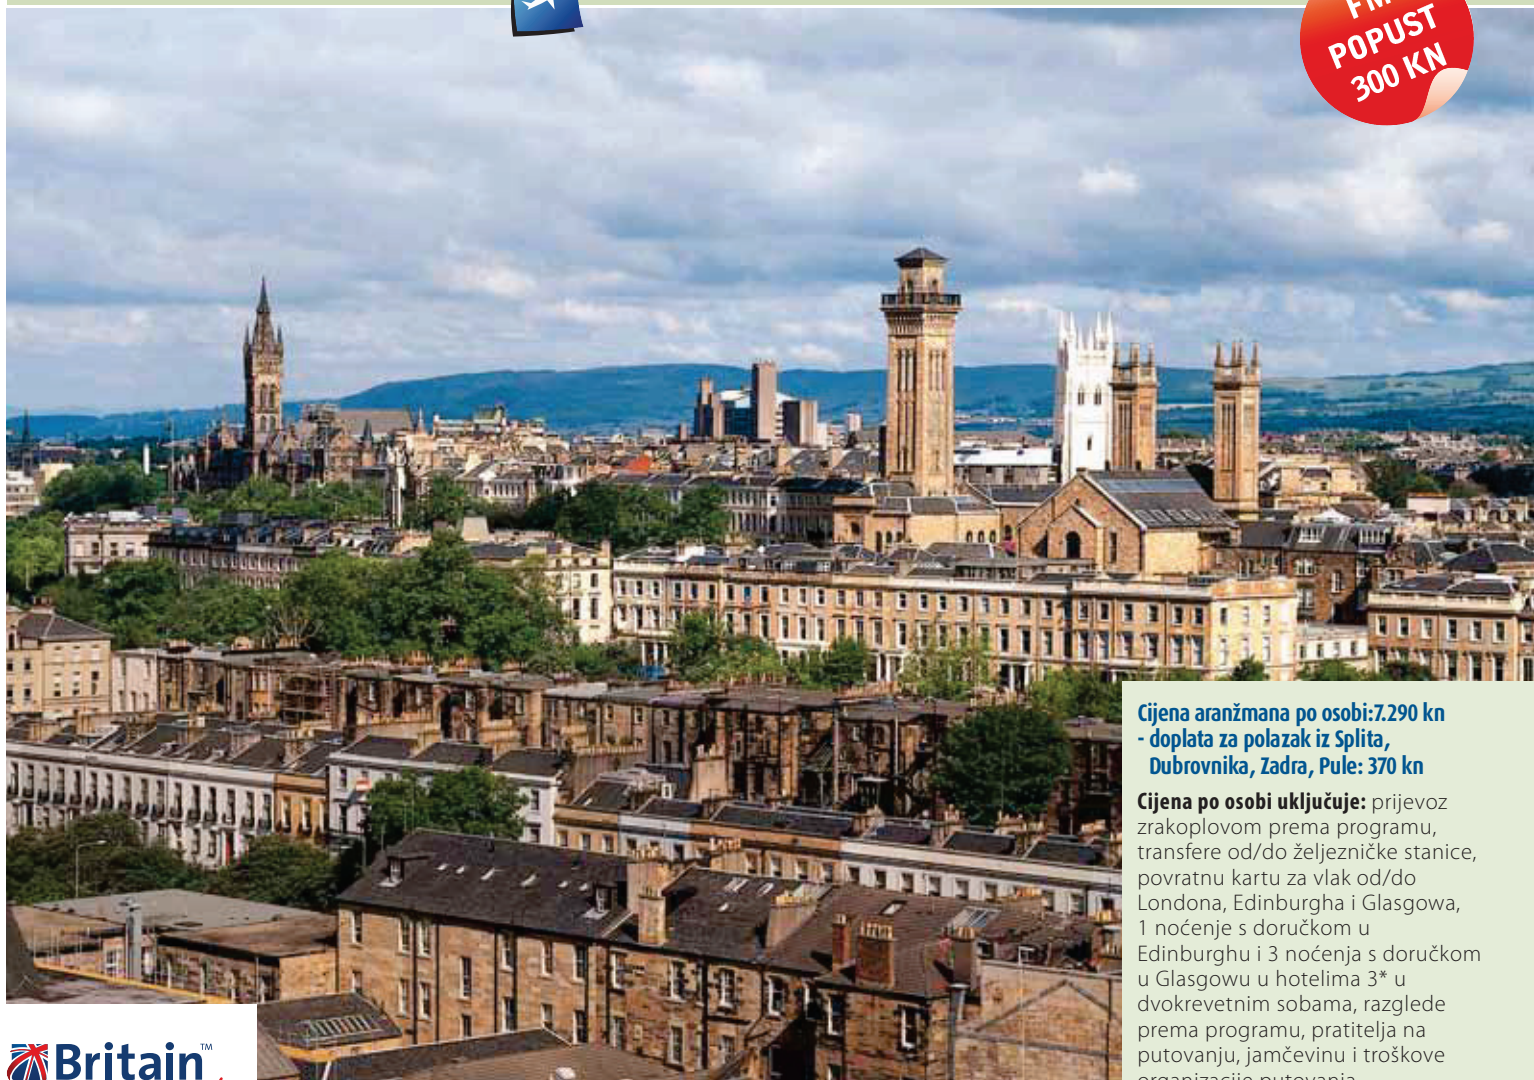 POPUST
300 KN
Cijena aranžmana po osobi:7.290 kn
- doplata za polazak iz Splita,
Dubrovnika, Zadra, Pule: 370 kn
Cijena po osobi uključuje: prijevoz
zrakoplovom prema programu,
transfere od/do željezničke stanice,
povratnu kartu za vlak od/do
Londona, Edinburgha i Glasgowa,
1 noćenje s doručkom u
Edinburghu i 3 noćenja s doručkom
u Glasgowu u hotelima 3* u
dvokrevetnim sobama, razglede
prema programu, pratitelja na
putovanju, jamčevinu i troškove
organizacije putovanja
Britain™